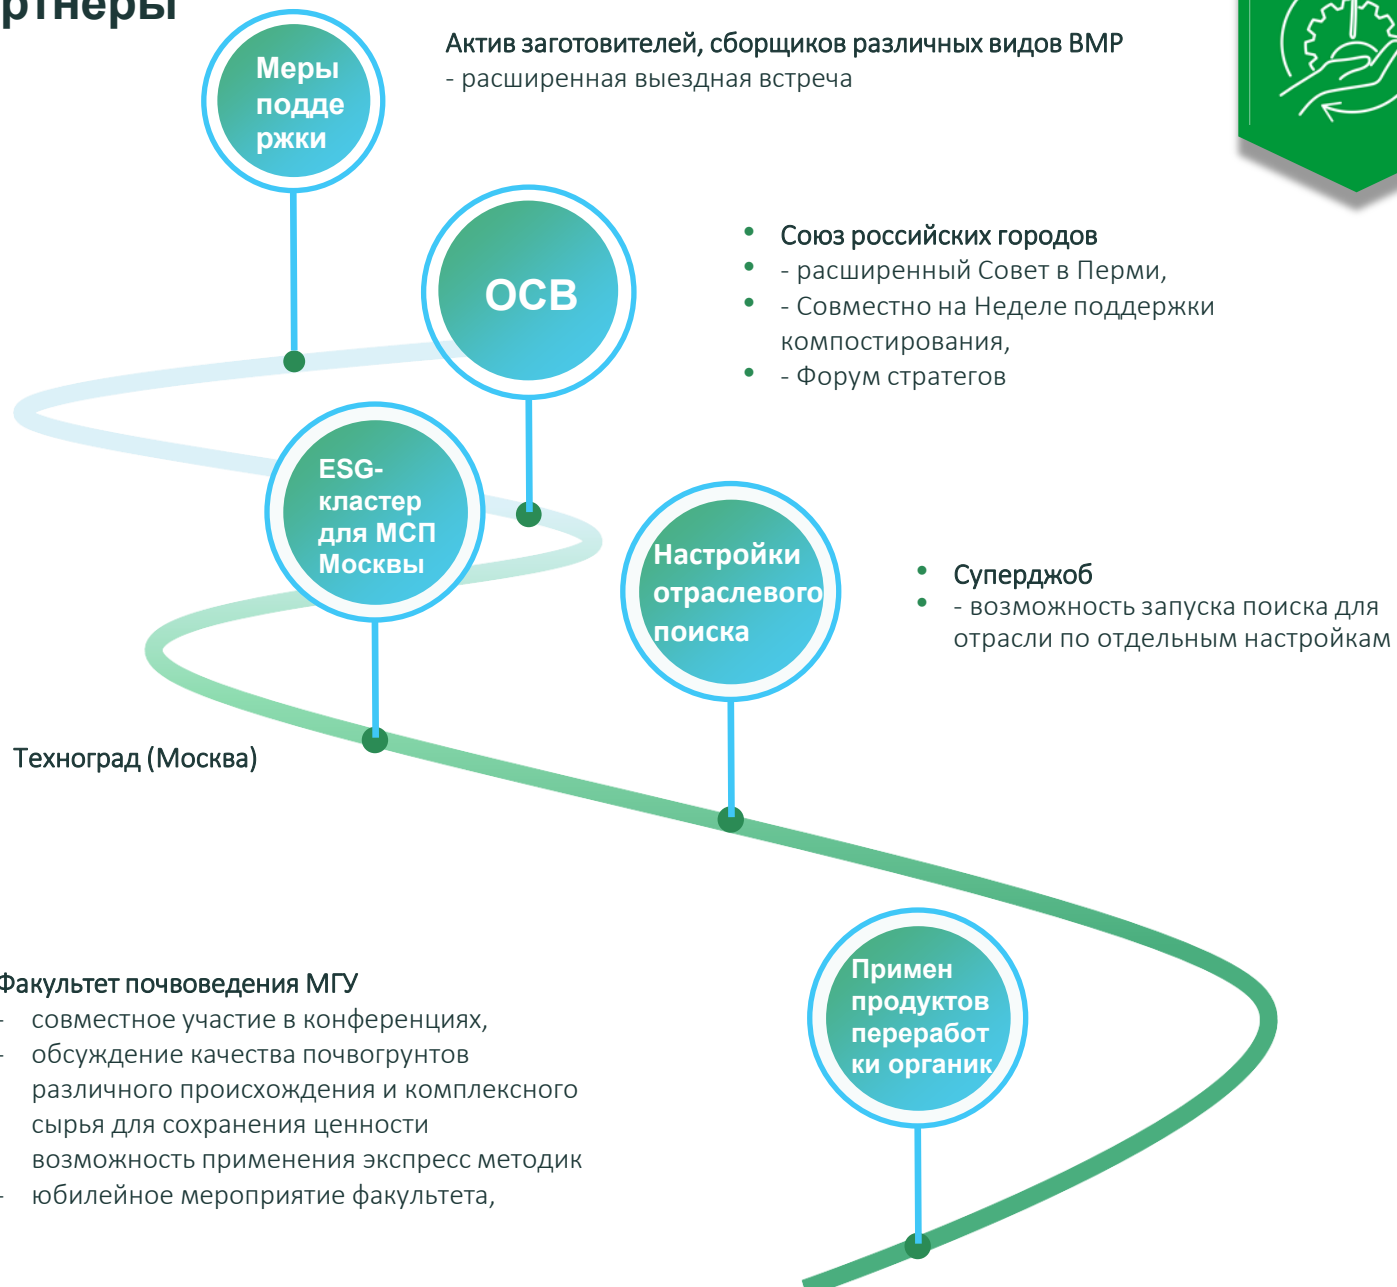 ртнеры
Меры
подде
ржки
Актив заготовителей, сборщиков различных видов ВМР
- расширенная выездная встреча
ОСВ
• Союз российских городов
• - расширенный Совет в Перми,
• - Совместно на Неделе поддержки
компостирования,
• - Форум стратегов
ESG-
кластер
для МСП
Москвы
Настройки
отраслевого
поиска
• Суперджоб
• - возможность запуска поиска для
отрасли по отдельным настройкам
Техноград (Москва)
Примен
продуктов
переработ
ки органик
Факультет почвоведения МГУ
- совместное участие в конференциях,
- обсуждение качества почвогрунтов
различного происхождения и комплексного
сырья для сохранения ценности
возможность применения экспресс методик
- юбилейное мероприятие факультета,